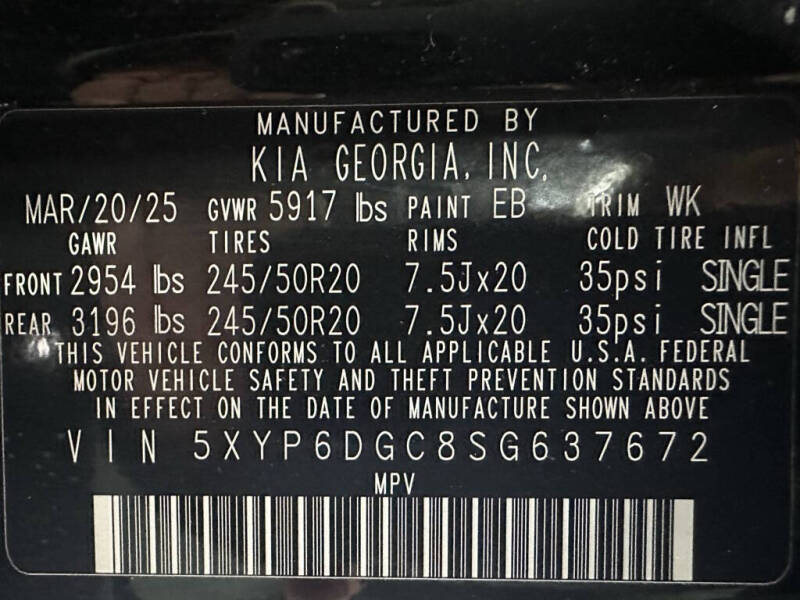 MANUFACTURED BY
KIA GEORGIA, INC.
MAR/20/25 GVWR 5917 lbs PAINT EB TRIM WK
GAWR TIRES RIMS COLD TIRE INFL
FRONT 2954 lbs 245/50R20 7.5Jx20 35psi SINGLE
REAR 3196 lbs 245/50R20 7.5Jx20 35psi SINGLE
THIS VEHICLE CONFORMS TO ALL APPLICABLE U.S.A. FEDERAL
MOTOR VEHICLE SAFETY AND THEFT PREVENTION STANDARDS
IN EFFECT ON THE DATE OF MANUFACTURE SHOWN ABOVE
VIN 5XYP6DGC8SG637672
MPV